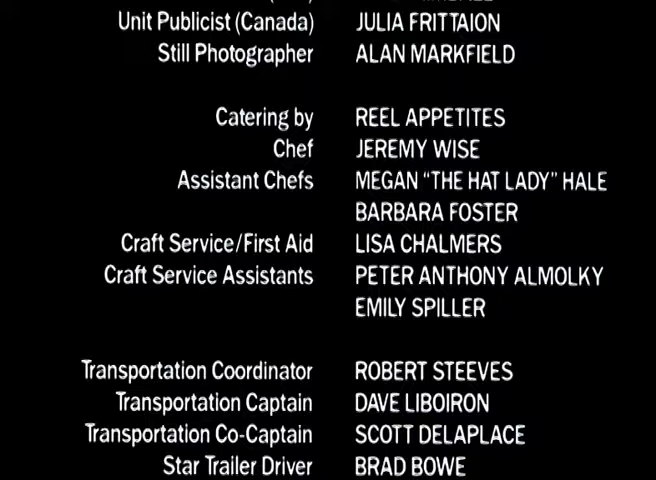 Unit Publicist (Canada) JULIA FRITTAION
Still Photographer ALAN MARKFIELD
Catering by REEL APPETITES
Chef JEREMY WISE
Assistant Chefs MEGAN “THE HAT LADY” HALE
BARBARA FOSTER
Craft Service/First Aid LISA CHALMERS
Craft Service Assistants PETER ANTHONY ALMOLKY
EMILY SPILLER
Transportation Coordinator ROBERT STEEVES
Transportation Captain DAVE LIBOIRON
Transportation Co-Captain SCOTT DELAPLACE
Star Trailer Driver BRAD BOWE